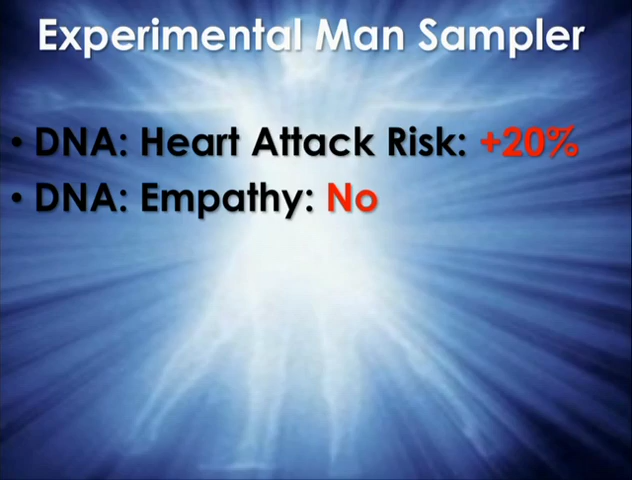 Experimental Man Sampler
• DNA: Heart Attack Risk: +20%
• DNA: Empathy: No